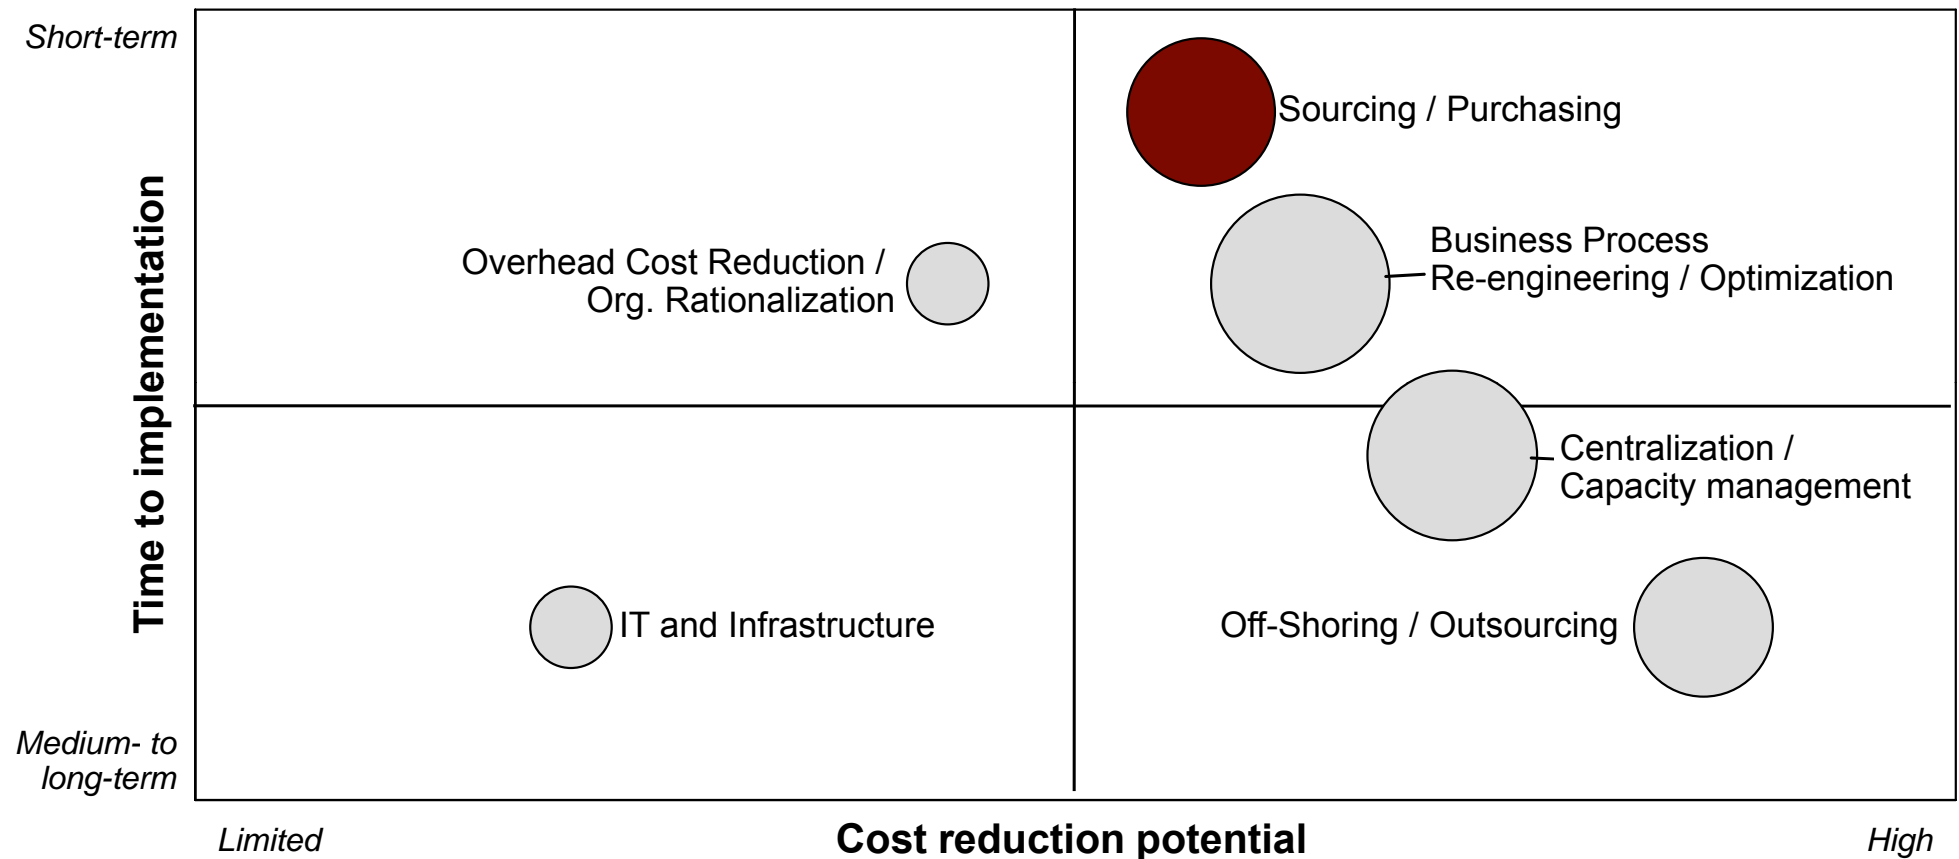 Short-term
Sourcing / Purchasing
Business Process
Re-engineering / Optimization
Overhead Cost Reduction /
Org. Rationalization
Time to implementation
Centralization /
Capacity management
IT and Infrastructure
Off-Shoring / Outsourcing
Medium- to
long-term
Limited
Cost reduction potential
High